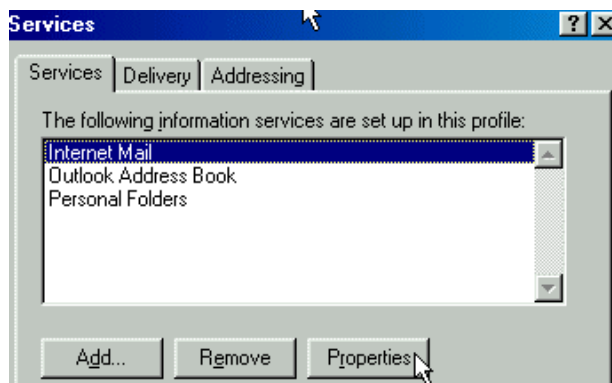 Services
Services Delivery Addressing
The following information services are set up in this profile:
Internet Mail
Outlook Address Book
Personal Folders
Add... Remove Properties